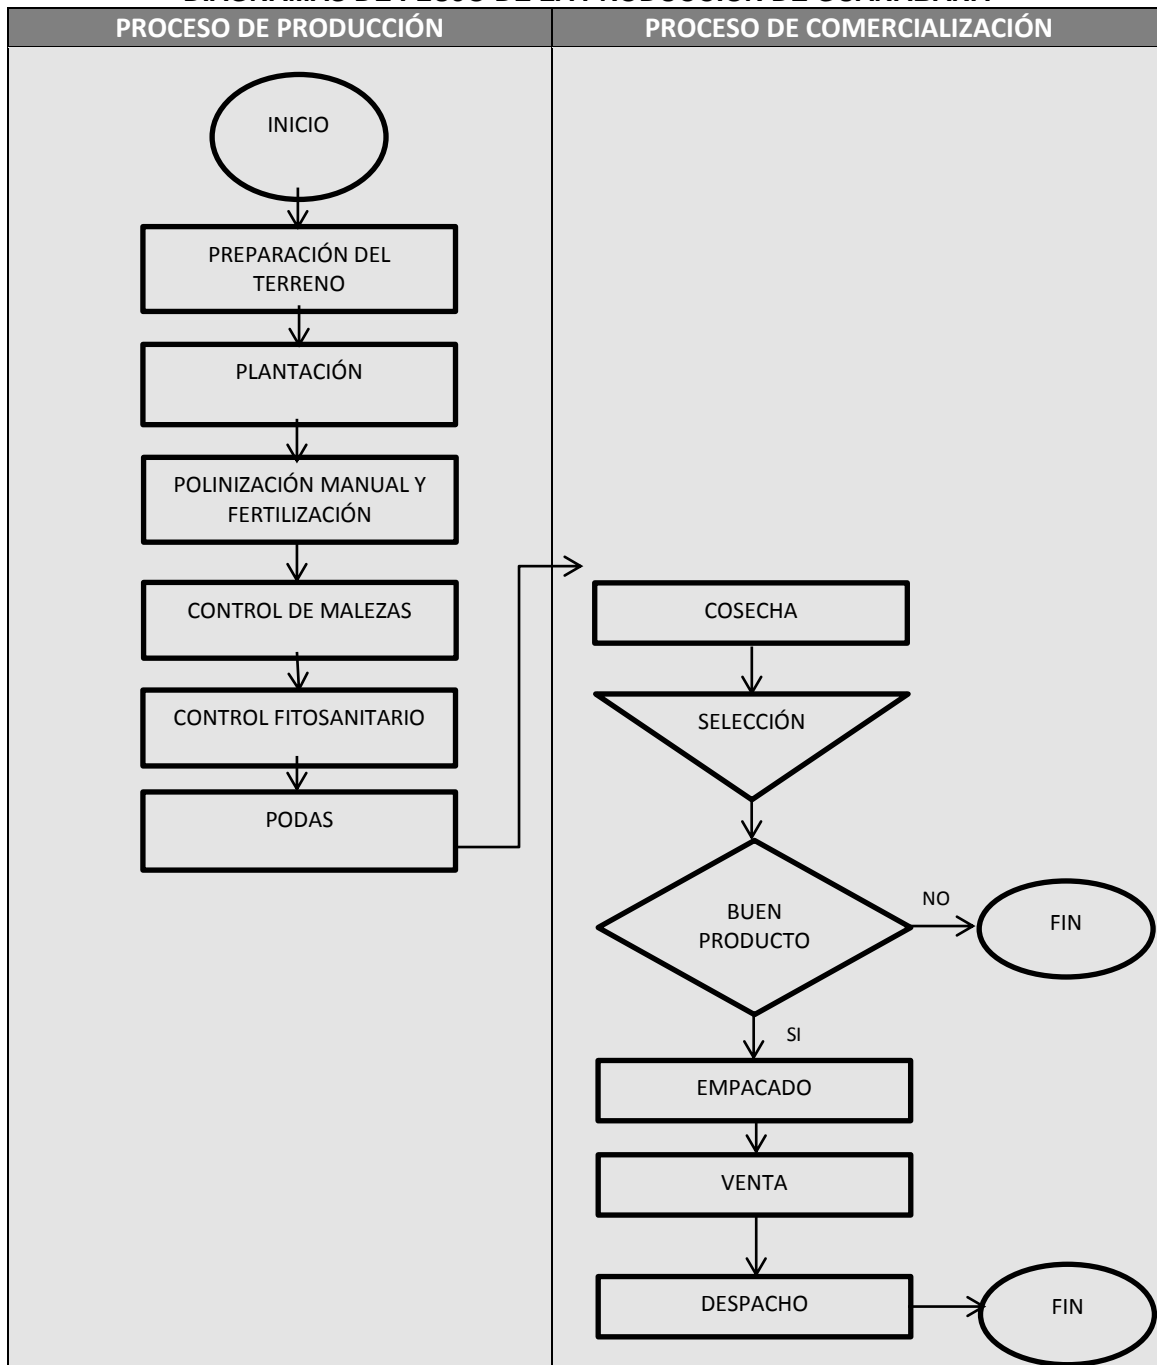 PROCESO DE PRODUCCIÓN
PROCESO DE COMERCIALIZACIÓN
INICIO
PREPARACIÓN DEL
TERRENO
PLANTACIÓN
POLINIZACIÓN MANUAL Y
FERTILIZACIÓN
CONTROL DE MALEZAS
CONTROL FITOSANITARIO
PODAS
COSECHA
SELECCIÓN
BUEN
PRODUCTO
NO
FIN
SI
EMPACADO
VENTA
DESPACHO
FIN